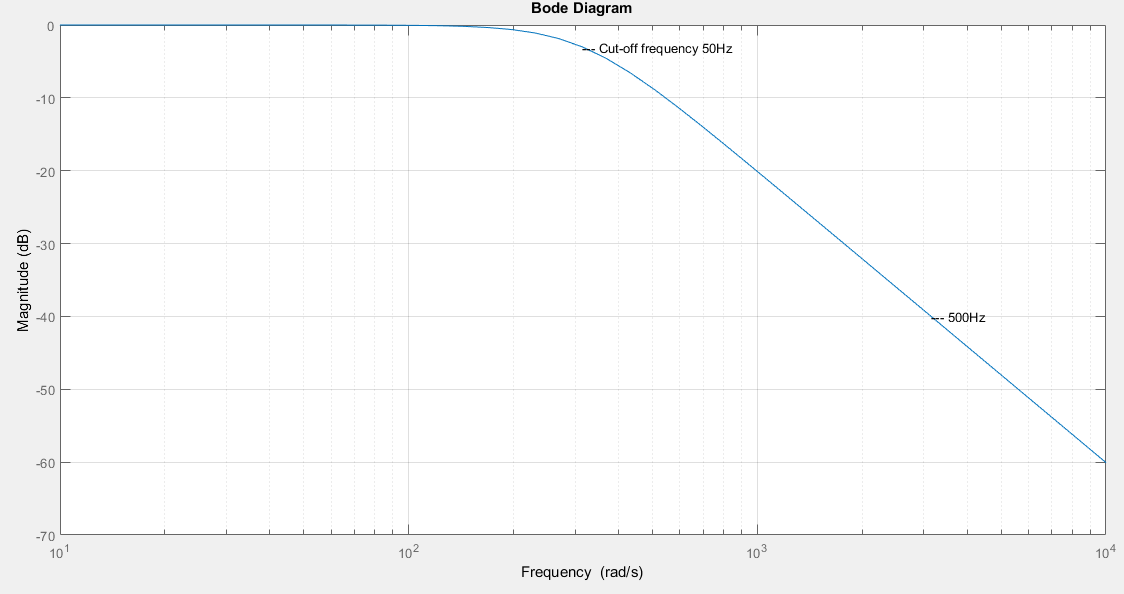 Bode Diagram
0
Cut-off frequency 50Hz
-10
-20
-30
-40
500Hz
-50
-60
-70
Magnitude (dB)
10^1
10^2
10^3
10^4
Frequency (rad/s)